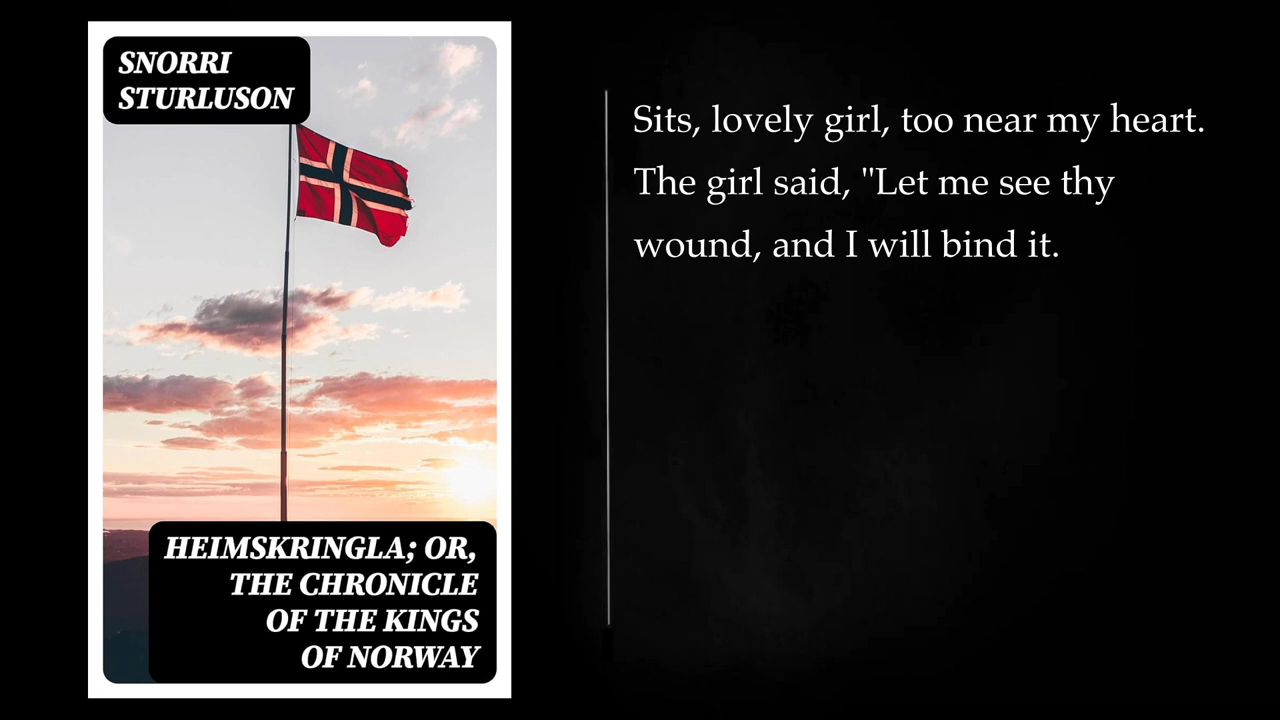 SNORRI
STURLUSON
HEIMSKRINGLA; OR,
THE CHRONICLE
OF THE KINGS
OF NORWAY
Sits, lovely girl, too near my heart.
The girl said, "Let me see thy
wound, and I will bind it.